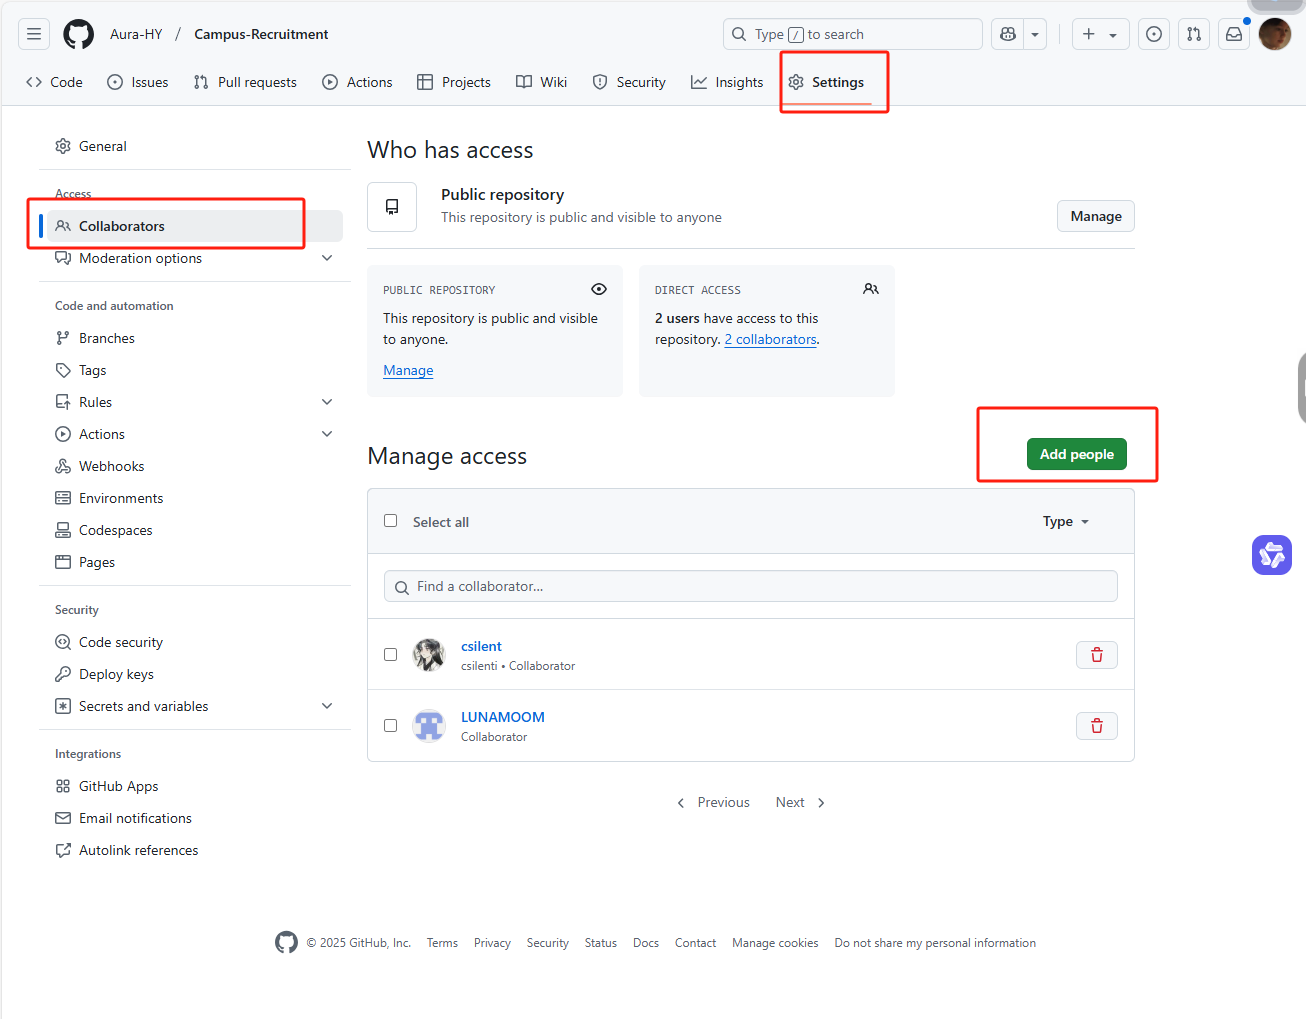 Aura-HY / Campus-Recruitment
Type / to search
Code
Issues
Pull requests
Actions
Projects
Wiki
Security
Insights
Settings
General
Access
Collaborators
Moderation options
Code and automation
Branches
Tags
Rules
Actions
Webhooks
Environments
Codespaces
Pages
Security
Code security
Deploy keys
Secrets and variables
Integrations
GitHub Apps
Email notifications
Autolink references
Who has access
Public repository
This repository is public and visible to anyone
Manage
PUBLIC REPOSITORY
This repository is public and visible
to anyone.
Manage
DIRECT ACCESS
2 users have access to this
repository. 2 collaborators.
Manage access
Add people
Select all
Type
Find a collaborator...
csilent
csilenti • Collaborator
LUNAMOOM
Collaborator
Previous
Next
© 2025 GitHub, Inc.
Terms
Privacy
Security
Status
Docs
Contact
Manage cookies
Do not share my personal information